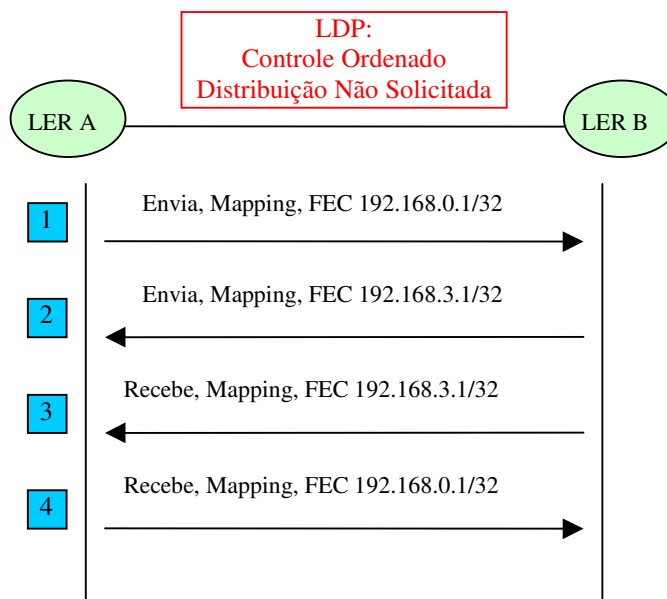 LDP:
Controle Ordenado
Distribuição Não Solicitada
LER A
LER B
1
Envia, Mapping, FEC 192.168.0.1/32
2
Envia, Mapping, FEC 192.168.3.1/32
3
Recebe, Mapping, FEC 192.168.3.1/32
4
Recebe, Mapping, FEC 192.168.0.1/32